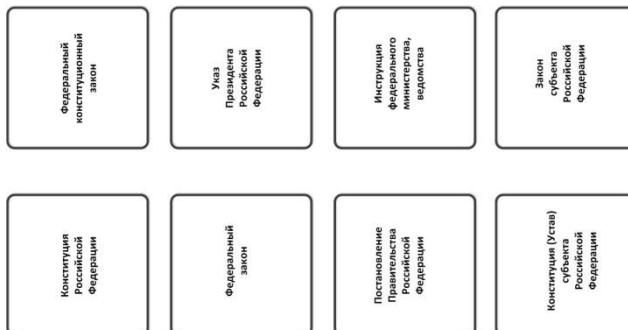 Конституция
Российской
Федерации
Федеральный
конституционный
закон
Федеральный
закон
Указ
Президента
Российской
Федерации
Постановление
Правительства
Российской
Федерации
Инструкция
федерального
министерства,
ведомства
Конституция (Устав)
субъекта
Российской
Федерации
Закон
субъекта
Российской
Федерации